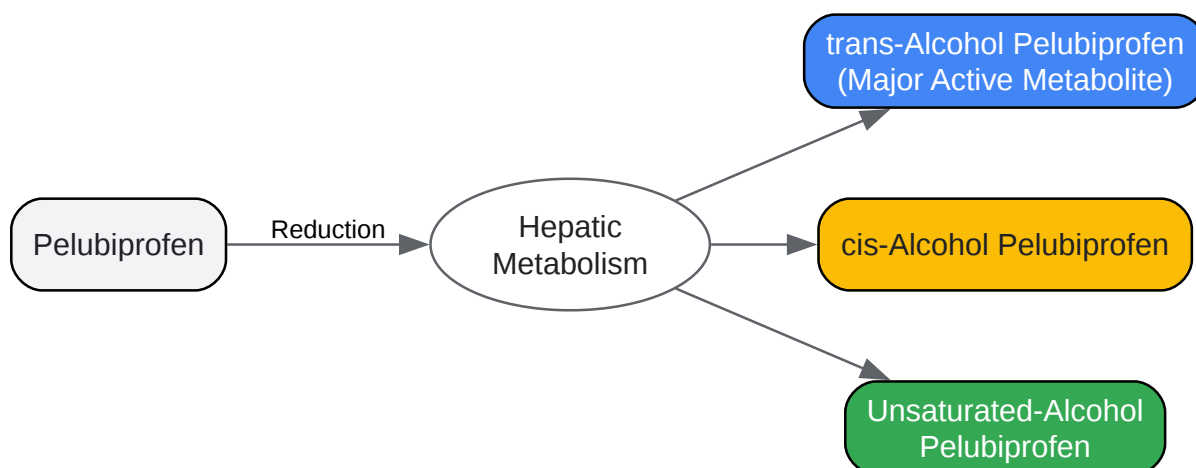 Pelubiprofen
Reduction
Hepatic
Metabolism
trans-Alcohol Pelubiprofen
(Major Active Metabolite)
cis-Alcohol Pelubiprofen
Unsaturated-Alcohol
Pelubiprofen